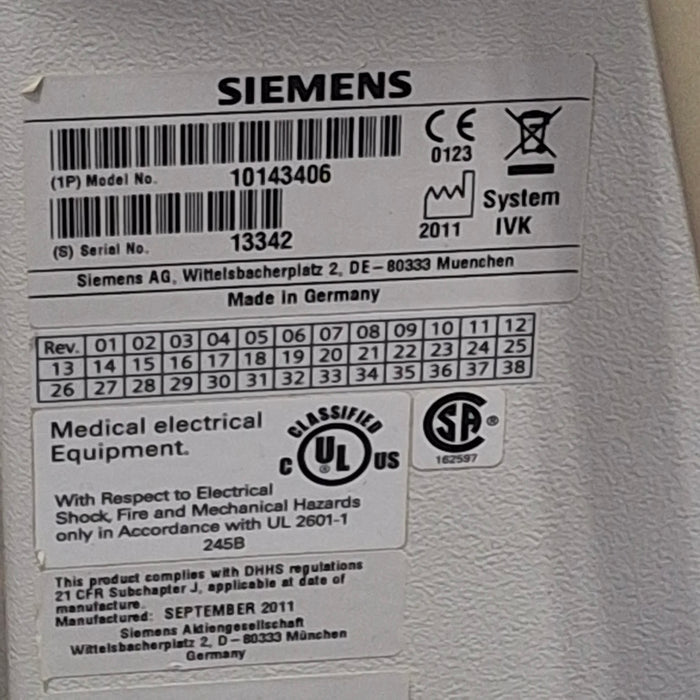 SIEMENS
CE
0123
(1P) Model No. 10143406
System
IVK
2011
(S) Serial No. 13342
Siemens AG, Wittelsbacherplatz 2, DE-80333 Muenchen
Made in Germany
Rev. 01 02 03 04 05 06 07 08 09 10 11 12
13 14 15 16 17 18 19 20 21 22 23 24 25
26 27 28 29 30 31 32 33 34 35 36 37 38
Medical electrical
Equipment.
CLASSIFIED
C UL® US
SA ®
162597
With Respect to Electrical
Shock, Fire and Mechanical Hazards
only in Accordance with UL 2601-1
245B
This product complies with DHHS regulations
21 CFR Subchapter J, applicable at date of
manufacture.
Manufactured: SEPTEMBER 2011
Siemens Aktiengesellschaft
Wittelsbacherplatz 2, D-80333 München
Germany